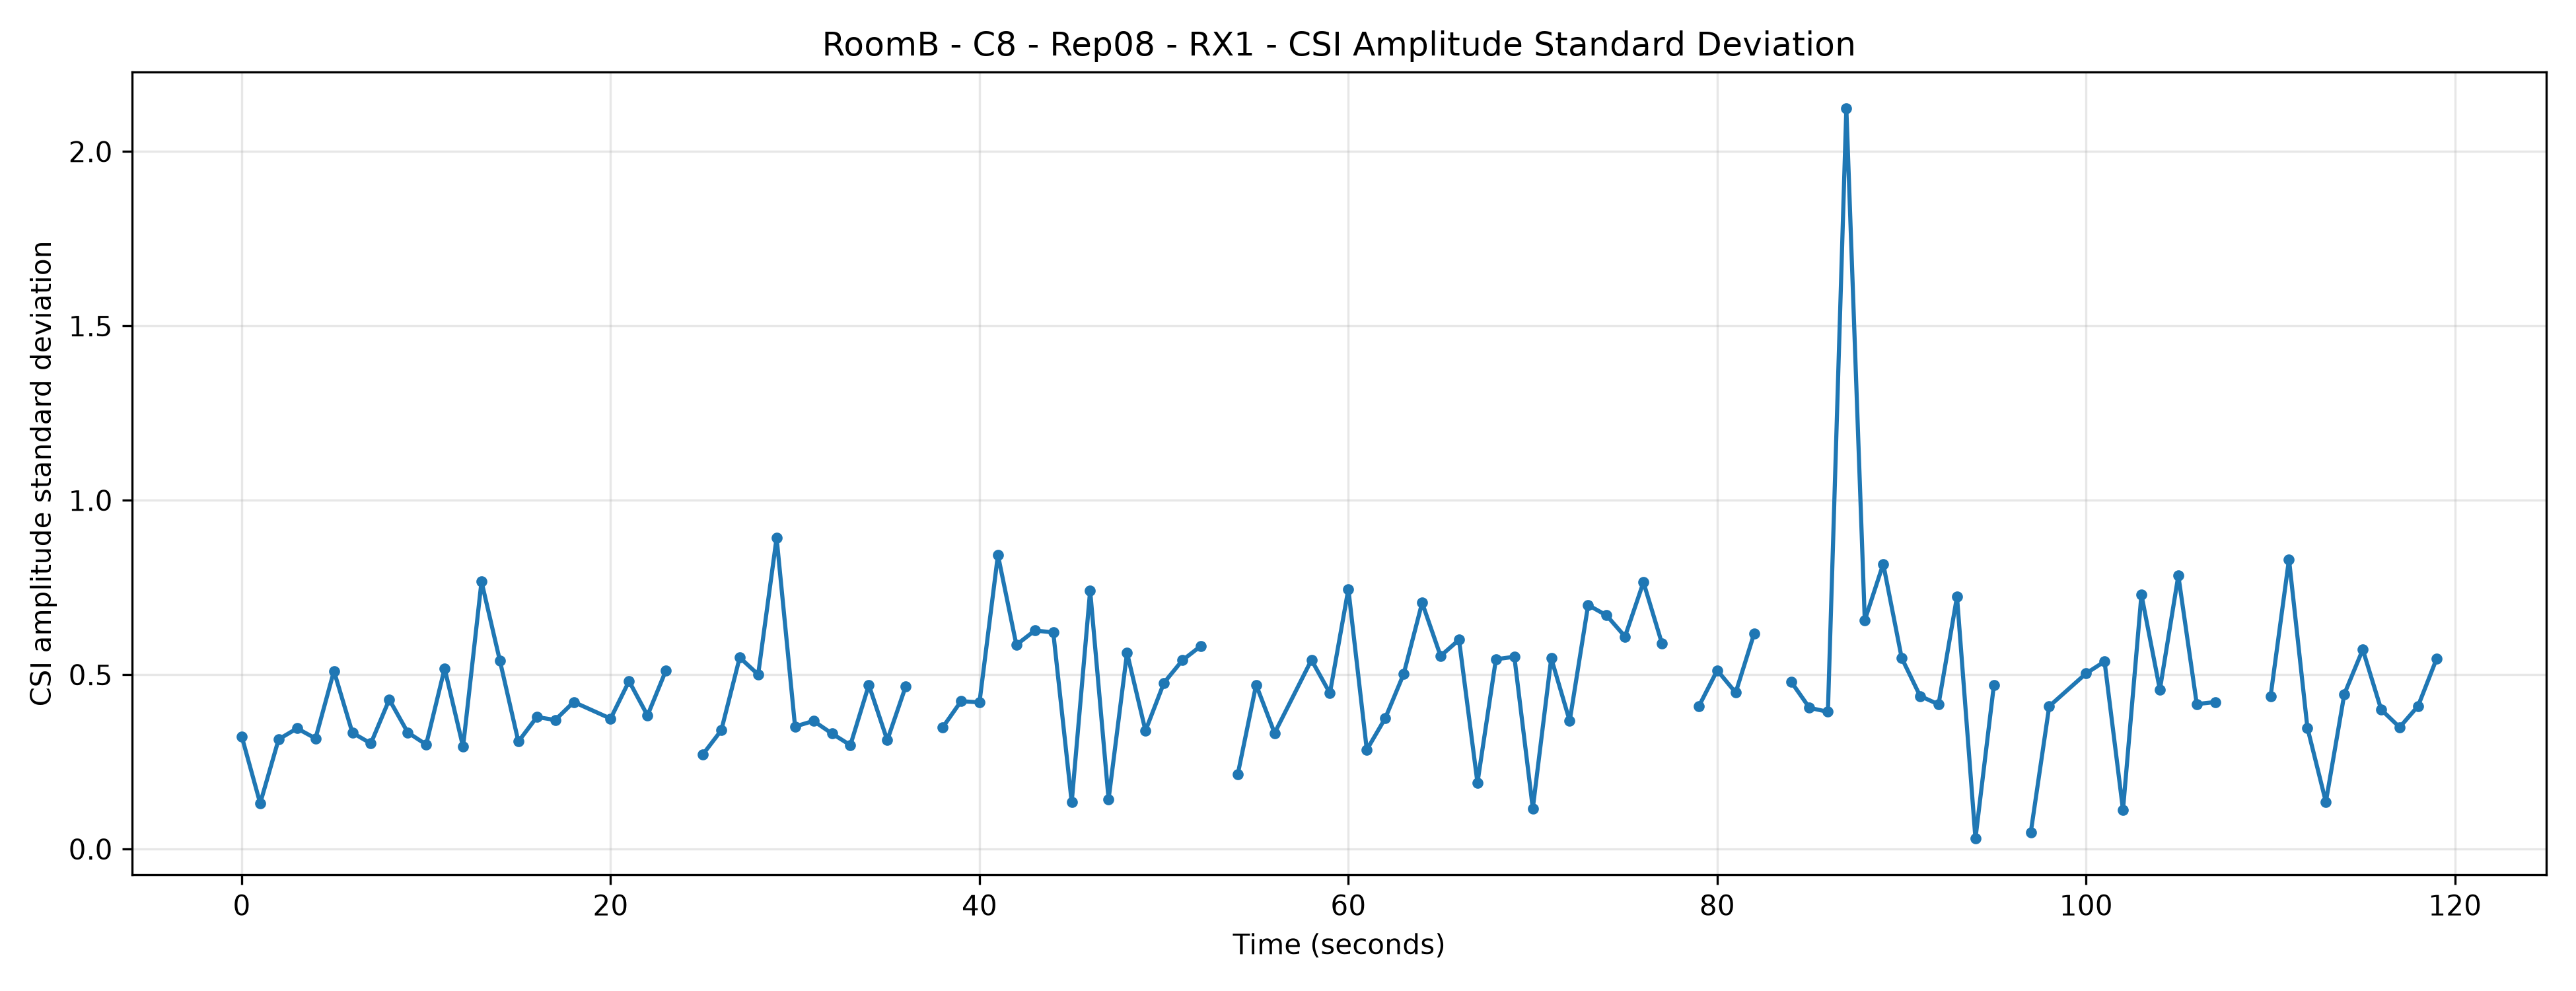 RoomB - C8 - Rep08 - RX1 - CSI Amplitude Standard Deviation
CSI amplitude standard deviation
2.0
1.5
1.0
0.5
0.0
0 20 40 60 80 100 120
Time (seconds)